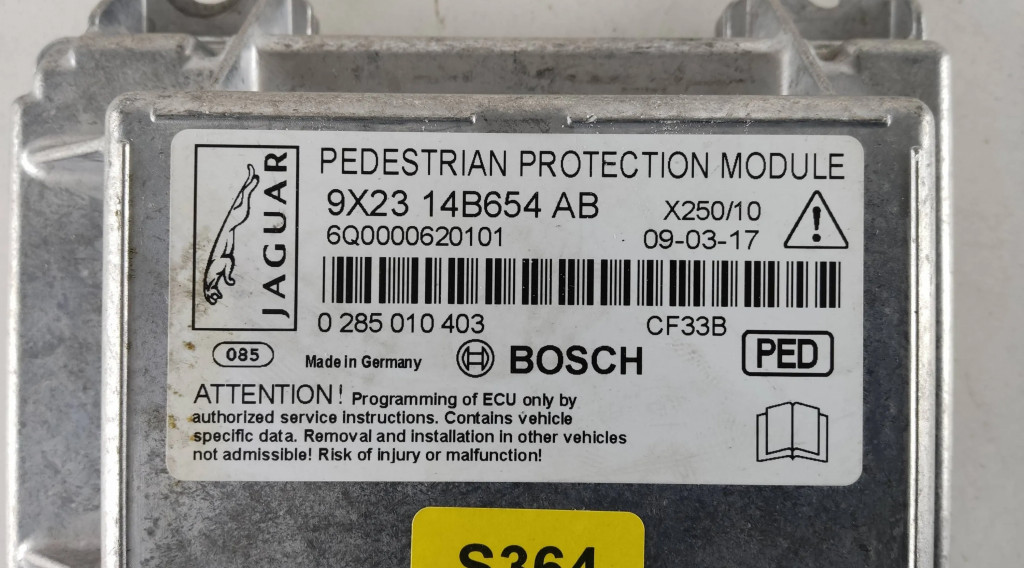 JAGUAR
PEDESTRIAN PROTECTION MODULE
9X23 14B654 AB
X250/10
6Q0000620101
09-03-17
0 285 010 403
CF33B
085
Made in Germany
BOSCH
PED
ATTENTION! Programming of ECU only by
authorized service instructions. Contains vehicle
specific data. Removal and installation in other vehicles
not admissible! Risk of injury or malfunction!
S364